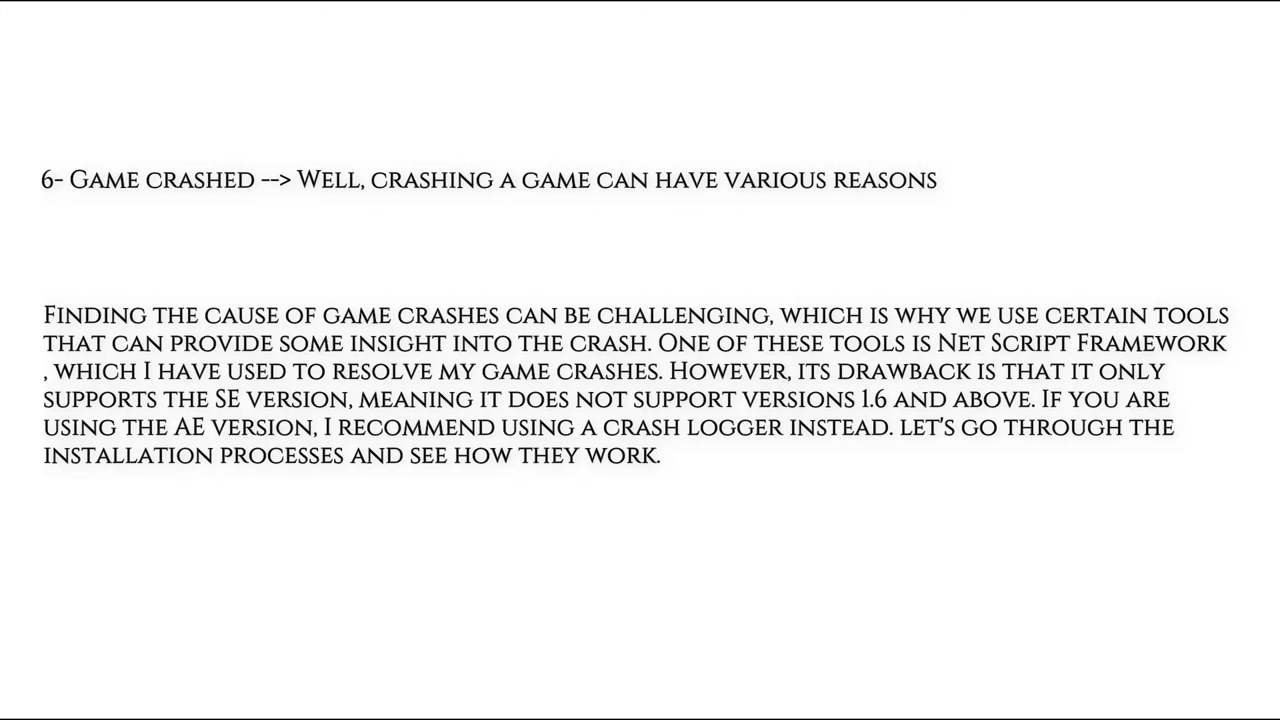 6- Game crashed --> Well, crashing a game can have various reasons
Finding the cause of game crashes can be challenging, which is why we use certain tools
that can provide some insight into the crash. One of these tools is Net Script Framework
, which I have used to resolve my game crashes. However, its drawback is that it only
supports the SE version, meaning it does not support versions 1.6 and above. If you are
using the AE version, I recommend using a crash logger instead. let's go through the
installation processes and see how they work.